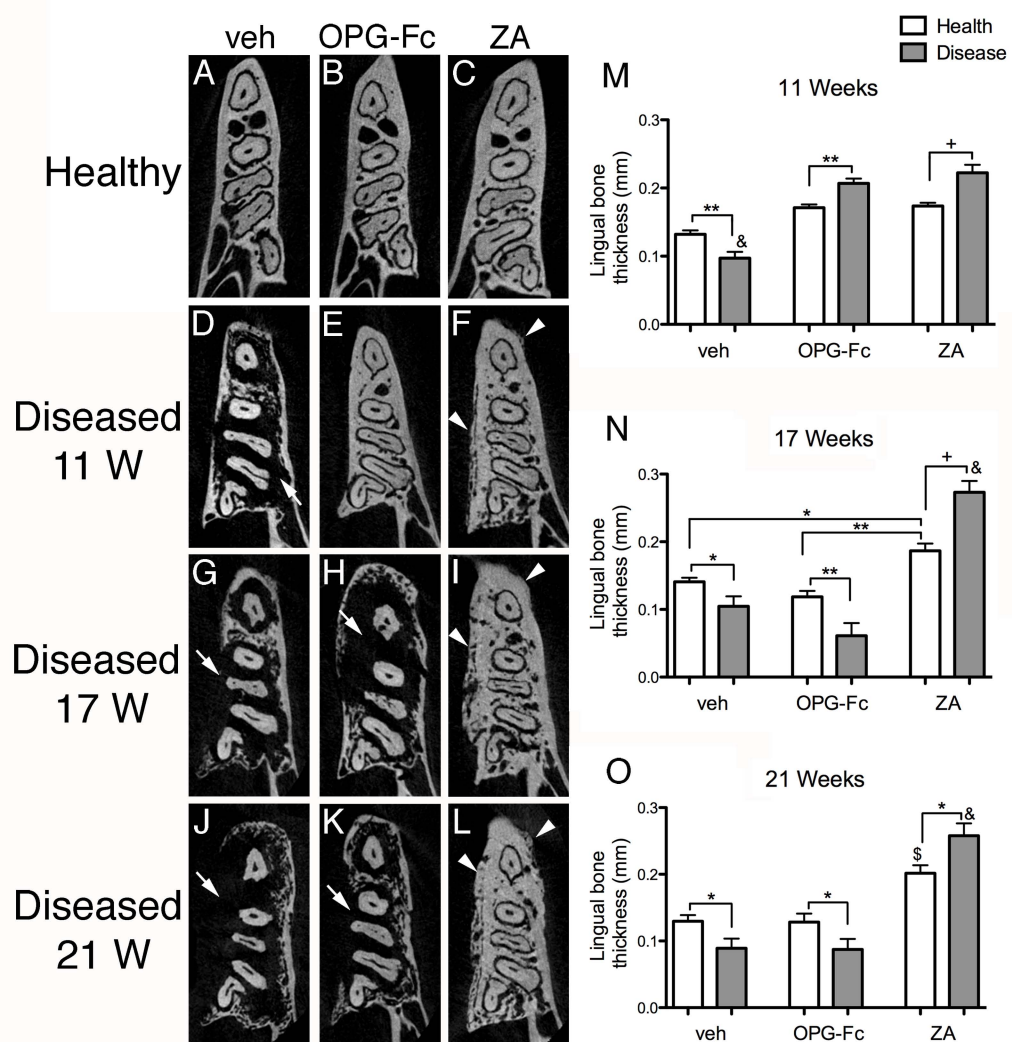 veh OPG-Fc ZA
Healthy
A B C
Diseased
11 W
D E F
Diseased
17 W
G H I
Diseased
21 W
J K L
Health
Disease
M
11 Weeks
Lingual bone
thickness (mm)
0.3
0.2
0.1
0.0
** & ** +
veh OPG-Fc ZA
N
17 Weeks
Lingual bone
thickness (mm)
0.3
0.2
0.1
0.0
+ &
*
**
* **
veh OPG-Fc ZA
O
21 Weeks
Lingual bone
thickness (mm)
0.3
0.2
0.1
0.0
* &
$
* *
veh OPG-Fc ZA